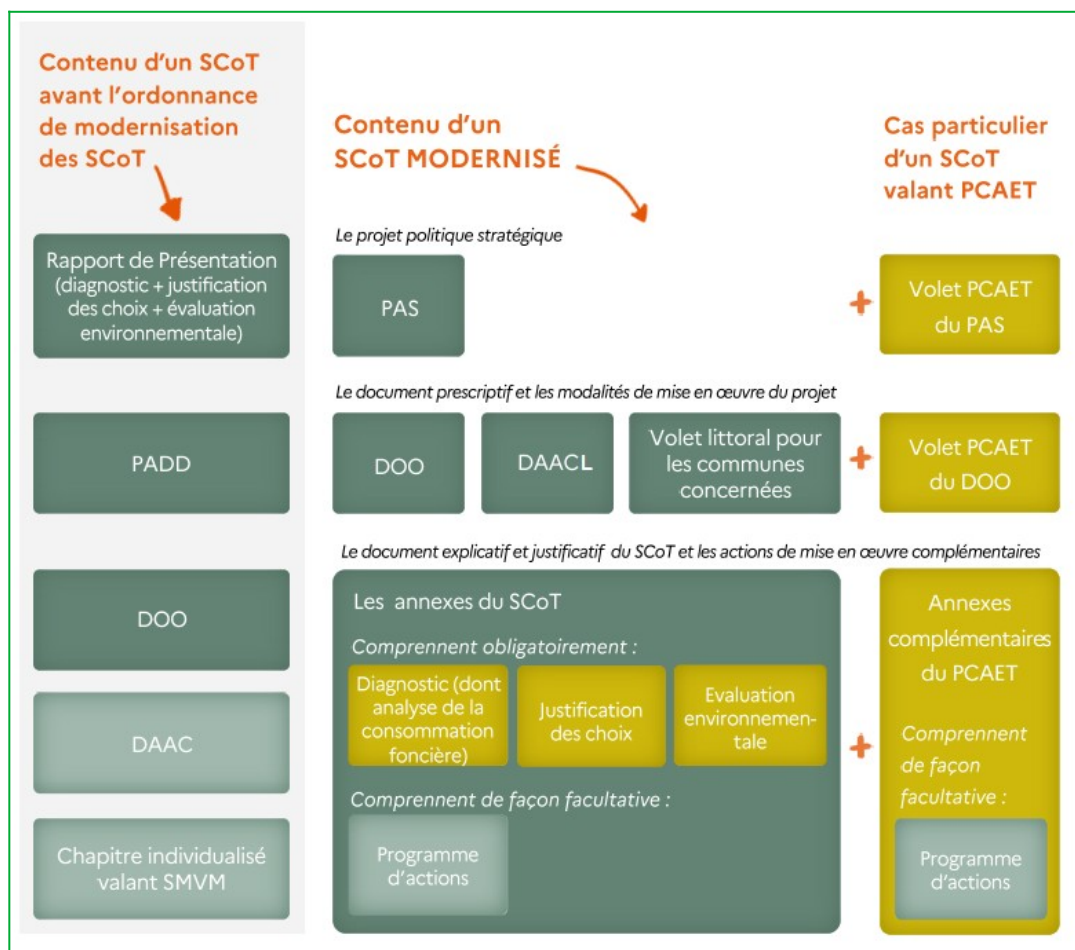 Contenu d'un SCoT
avant l'ordonnance
de modernisation
des SCoT
Rapport de Présentation
(diagnostic + justification
des choix + évaluation
environnementale)
PADD
DOO
DAAC
Chapitre individualisé
valant SMVM
Contenu d'un
SCoT MODERNISÉ
Le projet politique stratégique
PAS
Le document prescriptif et les modalités de mise en œuvre du projet
DOO
DAACL
Volet littoral pour
les communes
concernées
Le document explicatif et justificatif du SCoT et les actions de mise en œuvre complémentaires
Les annexes du SCoT
Comprennent obligatoirement :
Diagnostic (dont
analyse de la
consommation
foncière)
Justification
des choix
Evaluation
environnemen-
tale
Comprennent de façon facultative :
Programme
d'actions
Cas particulier
d'un SCoT
valant PCAET
+
Volet PCAET
du PAS
+
Volet PCAET
du DOO
+
Annexes
complémentaires
du PCAET
Comprennent
de façon
facultative :
Programme
d'actions